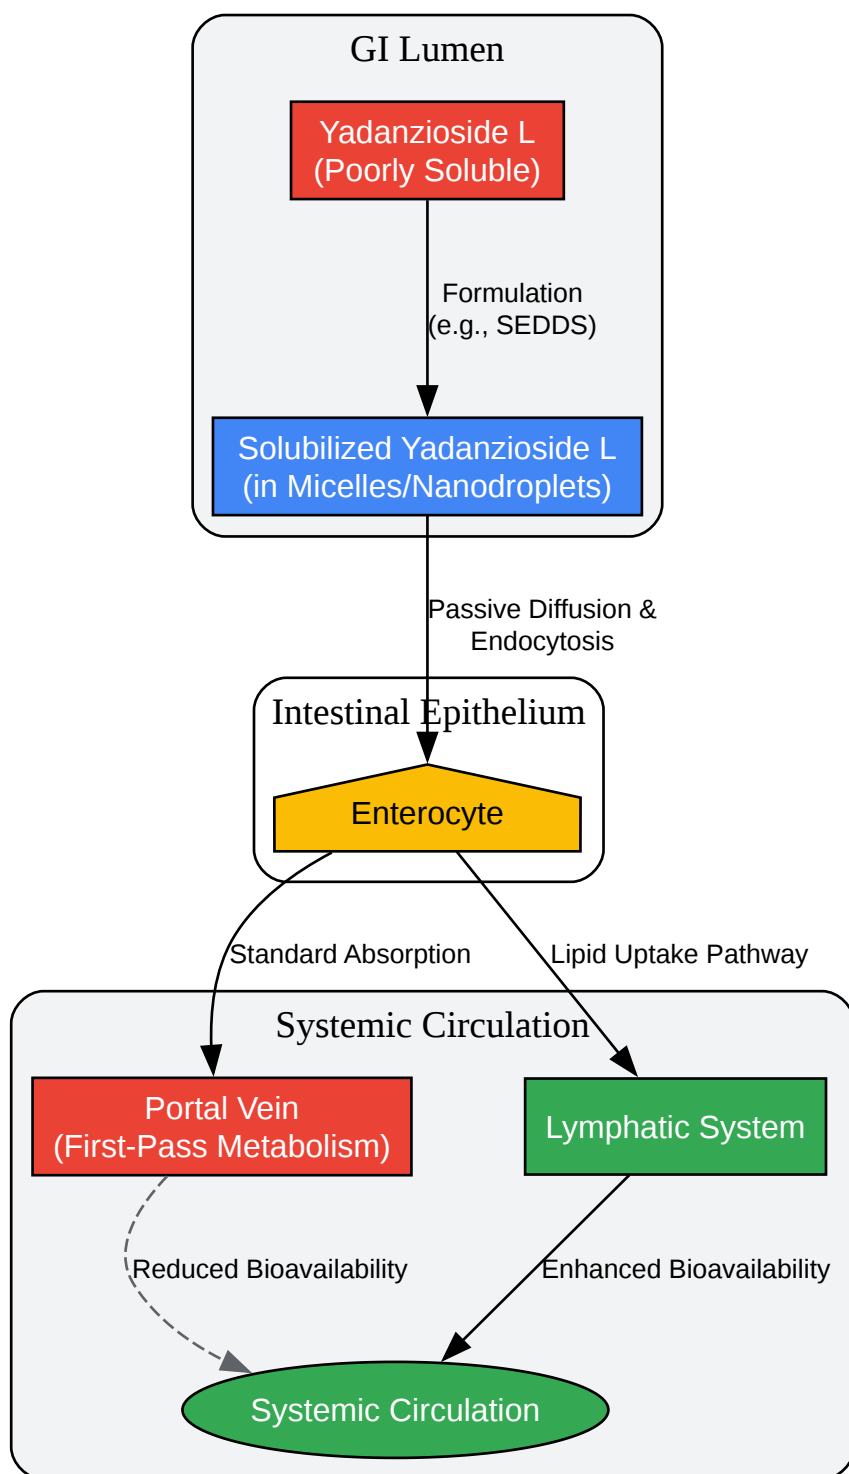 GI Lumen
Yadanzioside L
(Poorly Soluble)
Formulation
(e.g., SEDDS)
Solubilized Yadanzioside L
(in Micelles/Nanodroplets)
Passive Diffusion &
Endocytosis
Intestinal Epithelium
Enterocyte
Standard Absorption
Lipid Uptake Pathway
Systemic Circulation
Portal Vein
(First-Pass Metabolism)
Lymphatic System
Reduced Bioavailability
Enhanced Bioavailability
Systemic Circulation